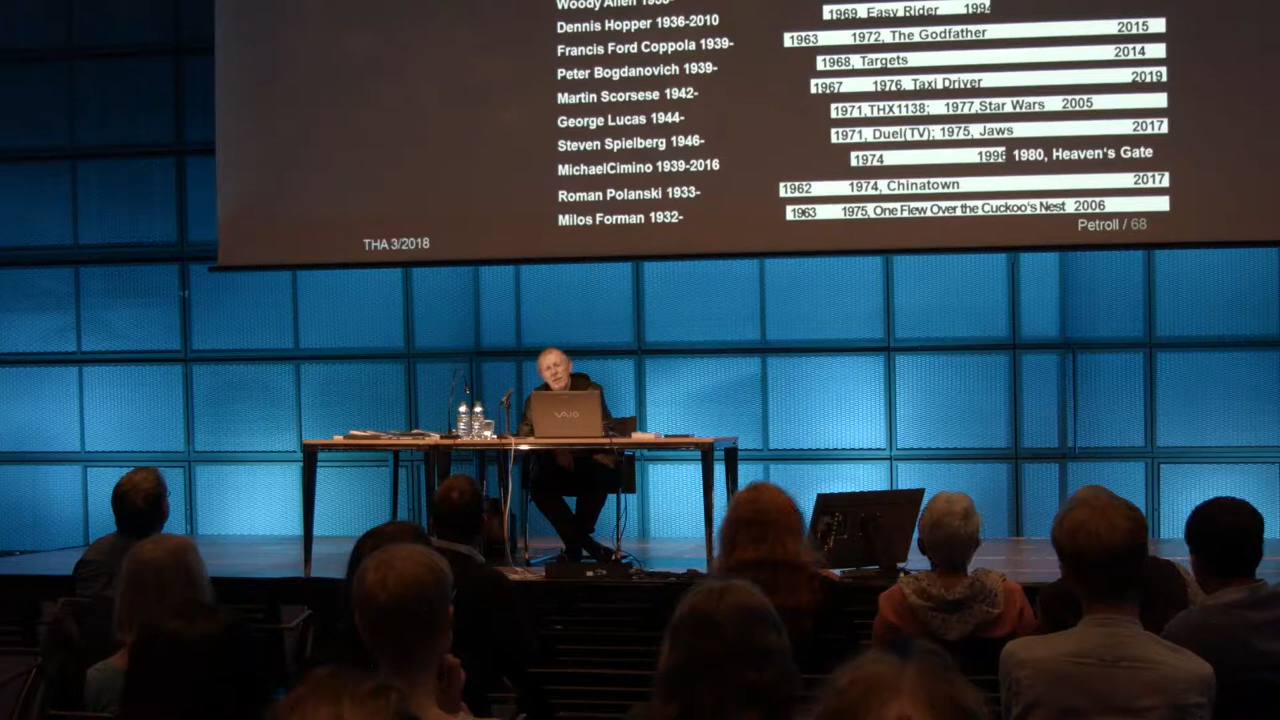 Woody Allen 1935-
Dennis Hopper 1936-2010 1969, Easy Rider 1994
Francis Ford Coppola 1939- 1963 1972, The Godfather 2015
Peter Bogdanovich 1939- 1968, Targets 2014
Martin Scorsese 1942- 1967 1976, Taxi Driver 2019
George Lucas 1944- 1971,THX1138; 1977,Star Wars 2005
Steven Spielberg 1946- 1971, Duel(TV); 1975, Jaws 2017
MichaelCimino 1939-2016 1974 1996 1980, Heaven‘s Gate
Roman Polanski 1933- 1962 1974, Chinatown 2017
Milos Forman 1932- 1963 1975, One Flew Over the Cuckoo‘s Nest 2006
THA 3/2018 Petroll / 68
VAIO